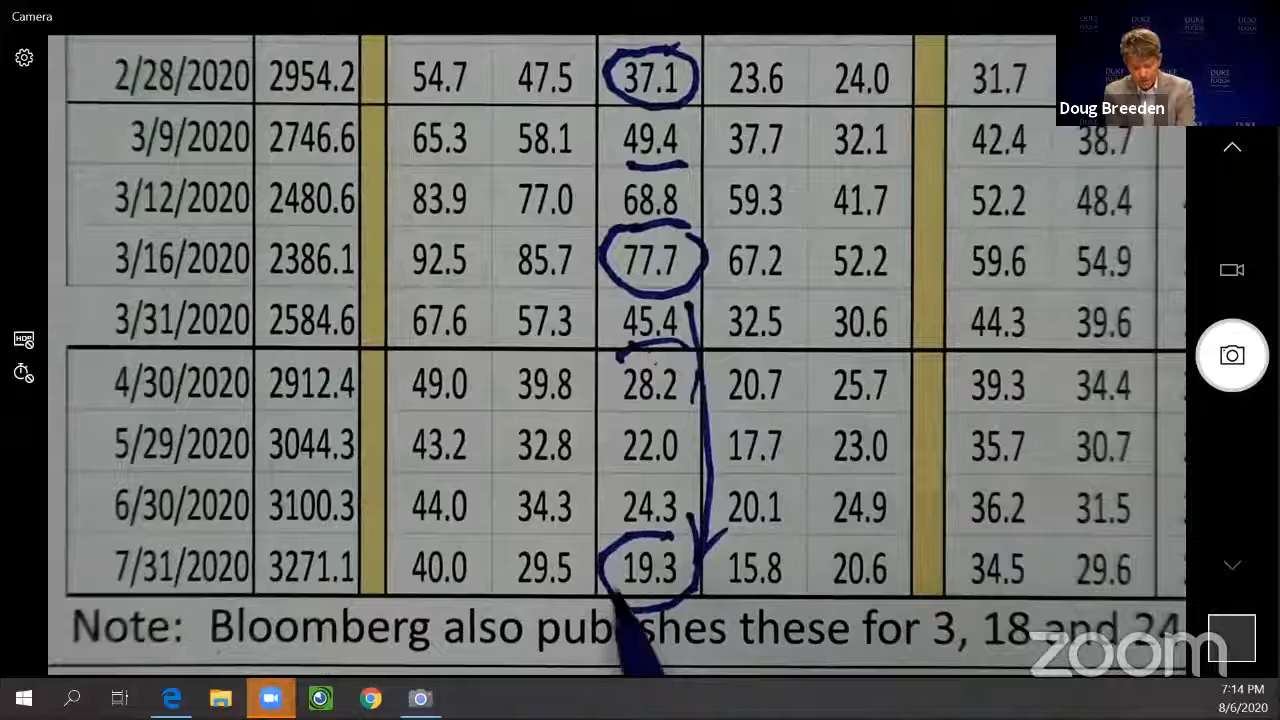 Camera
2/28/2020 2954.2 54.7 47.5 37.1 23.6 24.0 31.7
Doug Breeden
3/9/2020 2746.6 65.3 58.1 49.4 37.7 32.1 42.4 38.7
3/12/2020 2480.6 83.9 77.0 68.8 59.3 41.7 52.2 48.4
3/16/2020 2386.1 92.5 85.7 77.7 67.2 52.2 59.6 54.9
3/31/2020 2584.6 67.6 57.3 45.4 32.5 30.6 44.3 39.6
4/30/2020 2912.4 49.0 39.8 28.2 20.7 25.7 39.3 34.4
5/29/2020 3044.3 43.2 32.8 22.0 17.7 23.0 35.7 30.7
6/30/2020 3100.3 44.0 34.3 24.3 20.1 24.9 36.2 31.5
7/31/2020 3271.1 40.0 29.5 19.3 15.8 20.6 34.5 29.6
Note: Bloomberg also publishes these for 3, 18 and 24
zoom
7:14 PM
8/6/2020